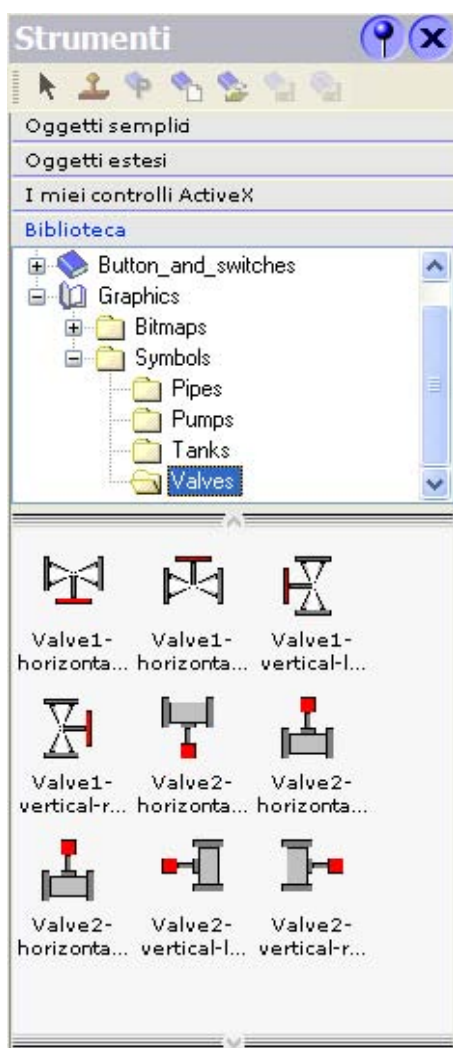 Strumenti
Oggetti semplici
Oggetti estesi
I miei controlli ActiveX
Biblioteca
Button_and_switches
Graphics
Bitmaps
Symbols
Pipes
Pumps
Tanks
Valves
Valve1- Valve1- Valve1-
horizonta... horizonta... vertical-l...
Valve1- Valve2- Valve2-
vertical-r... horizonta... horizonta...
Valve2- Valve2- Valve2-
horizonta... vertical-l... vertical-r...